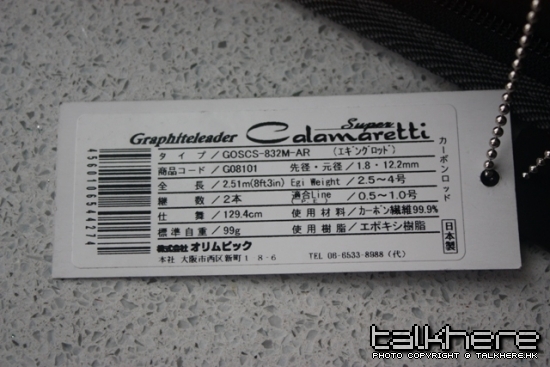 Graphiteleader Super Calamaretti
タイプ／GOSCS-832M-AR （エギングロッド）
商品コード／G08101 先径・元径／1.8・12.2mm
全長／2.51m(8ft3in) Egi Weight／2.5～4号
継数／2本 適合Line／0.5～1.0号
仕舞／129.4cm 使用材料／カーボン繊維99.9%
標準自重／99g 使用樹脂／エポキシ樹脂
株式会社オリムピック
本社 大阪市西区新町1-8-6 TEL 06-6533-8988（代）
カーボンロッド
日本製
talkhere
PHOTO COPYRIGHT @ TALKHERE.HK